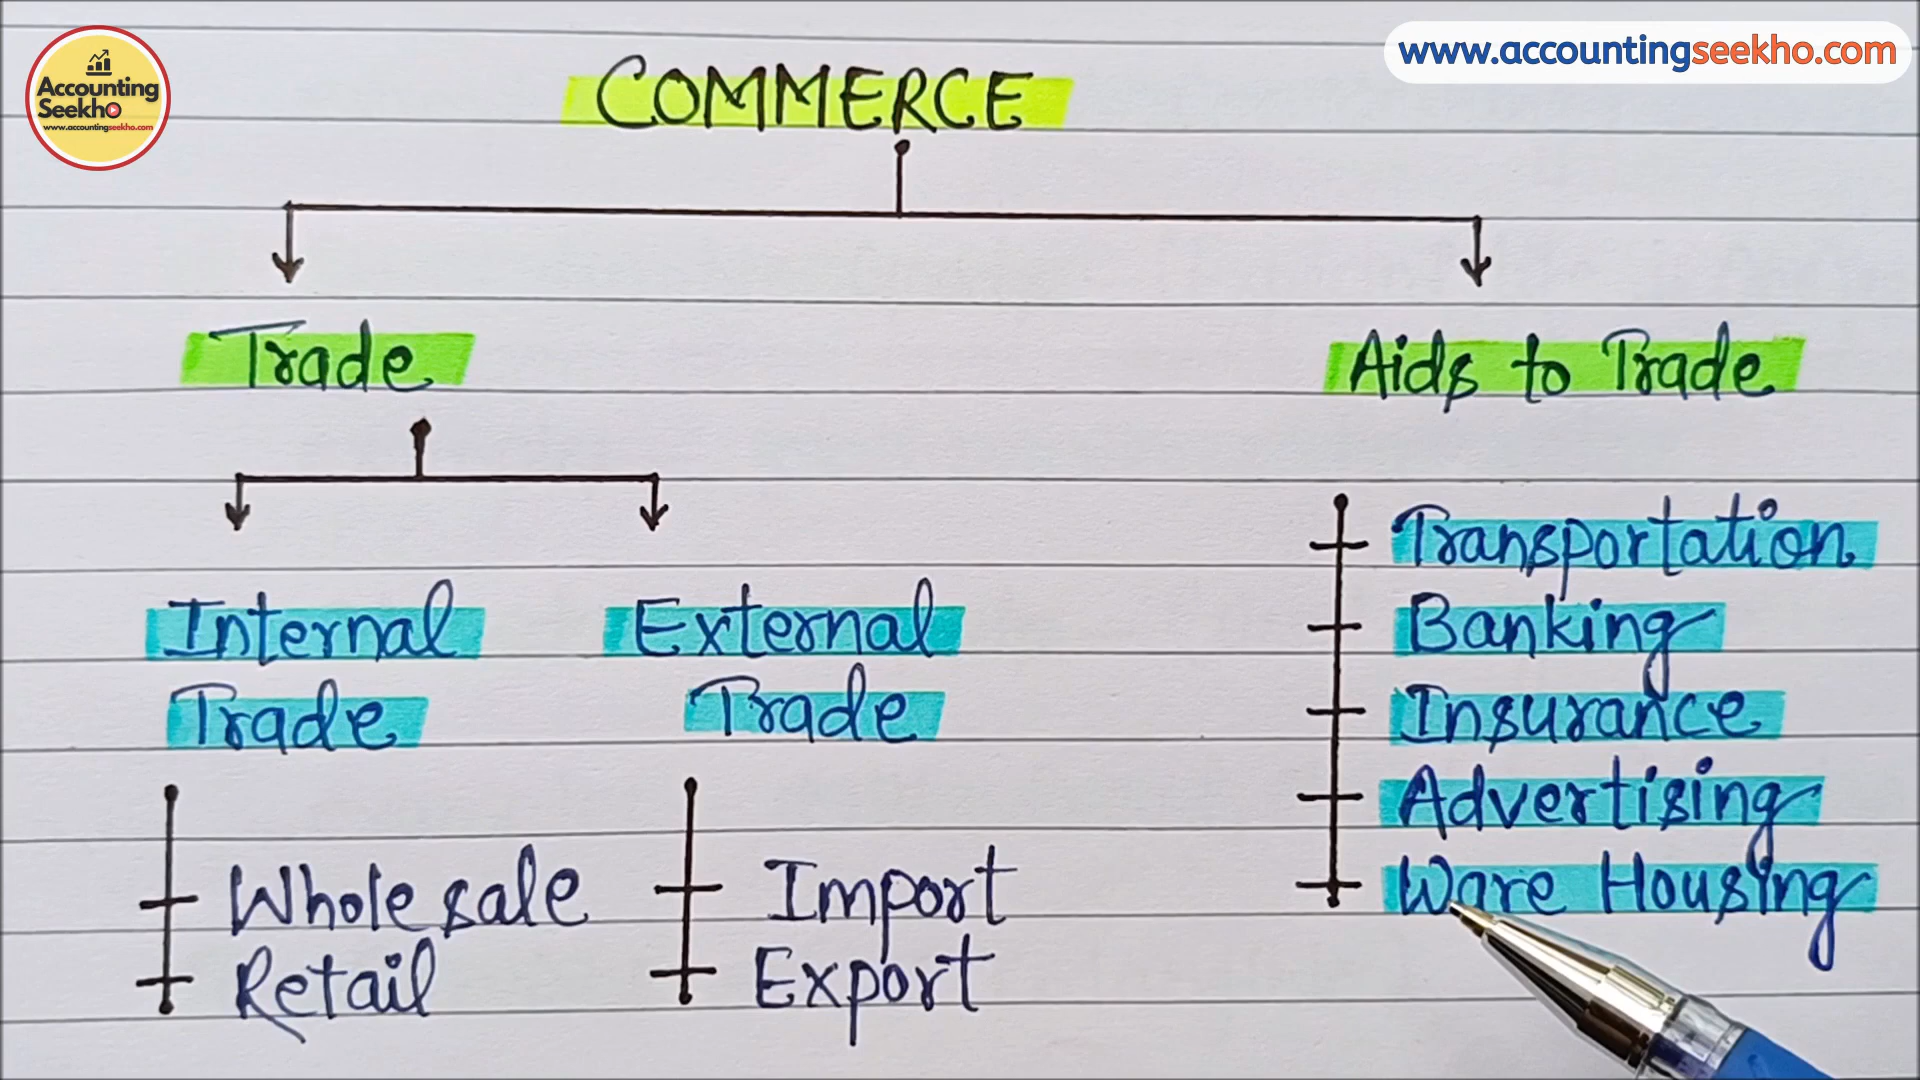 Accounting
Seekho
www.accountingseekho.com
www.accountingseekho.com
COMMERCE
Trade
Aids to Trade
Internal
Trade
External
Trade
Whole sale
Retail
Import
Export
Transportation
Banking
Insurance
Advertising
Ware Housing